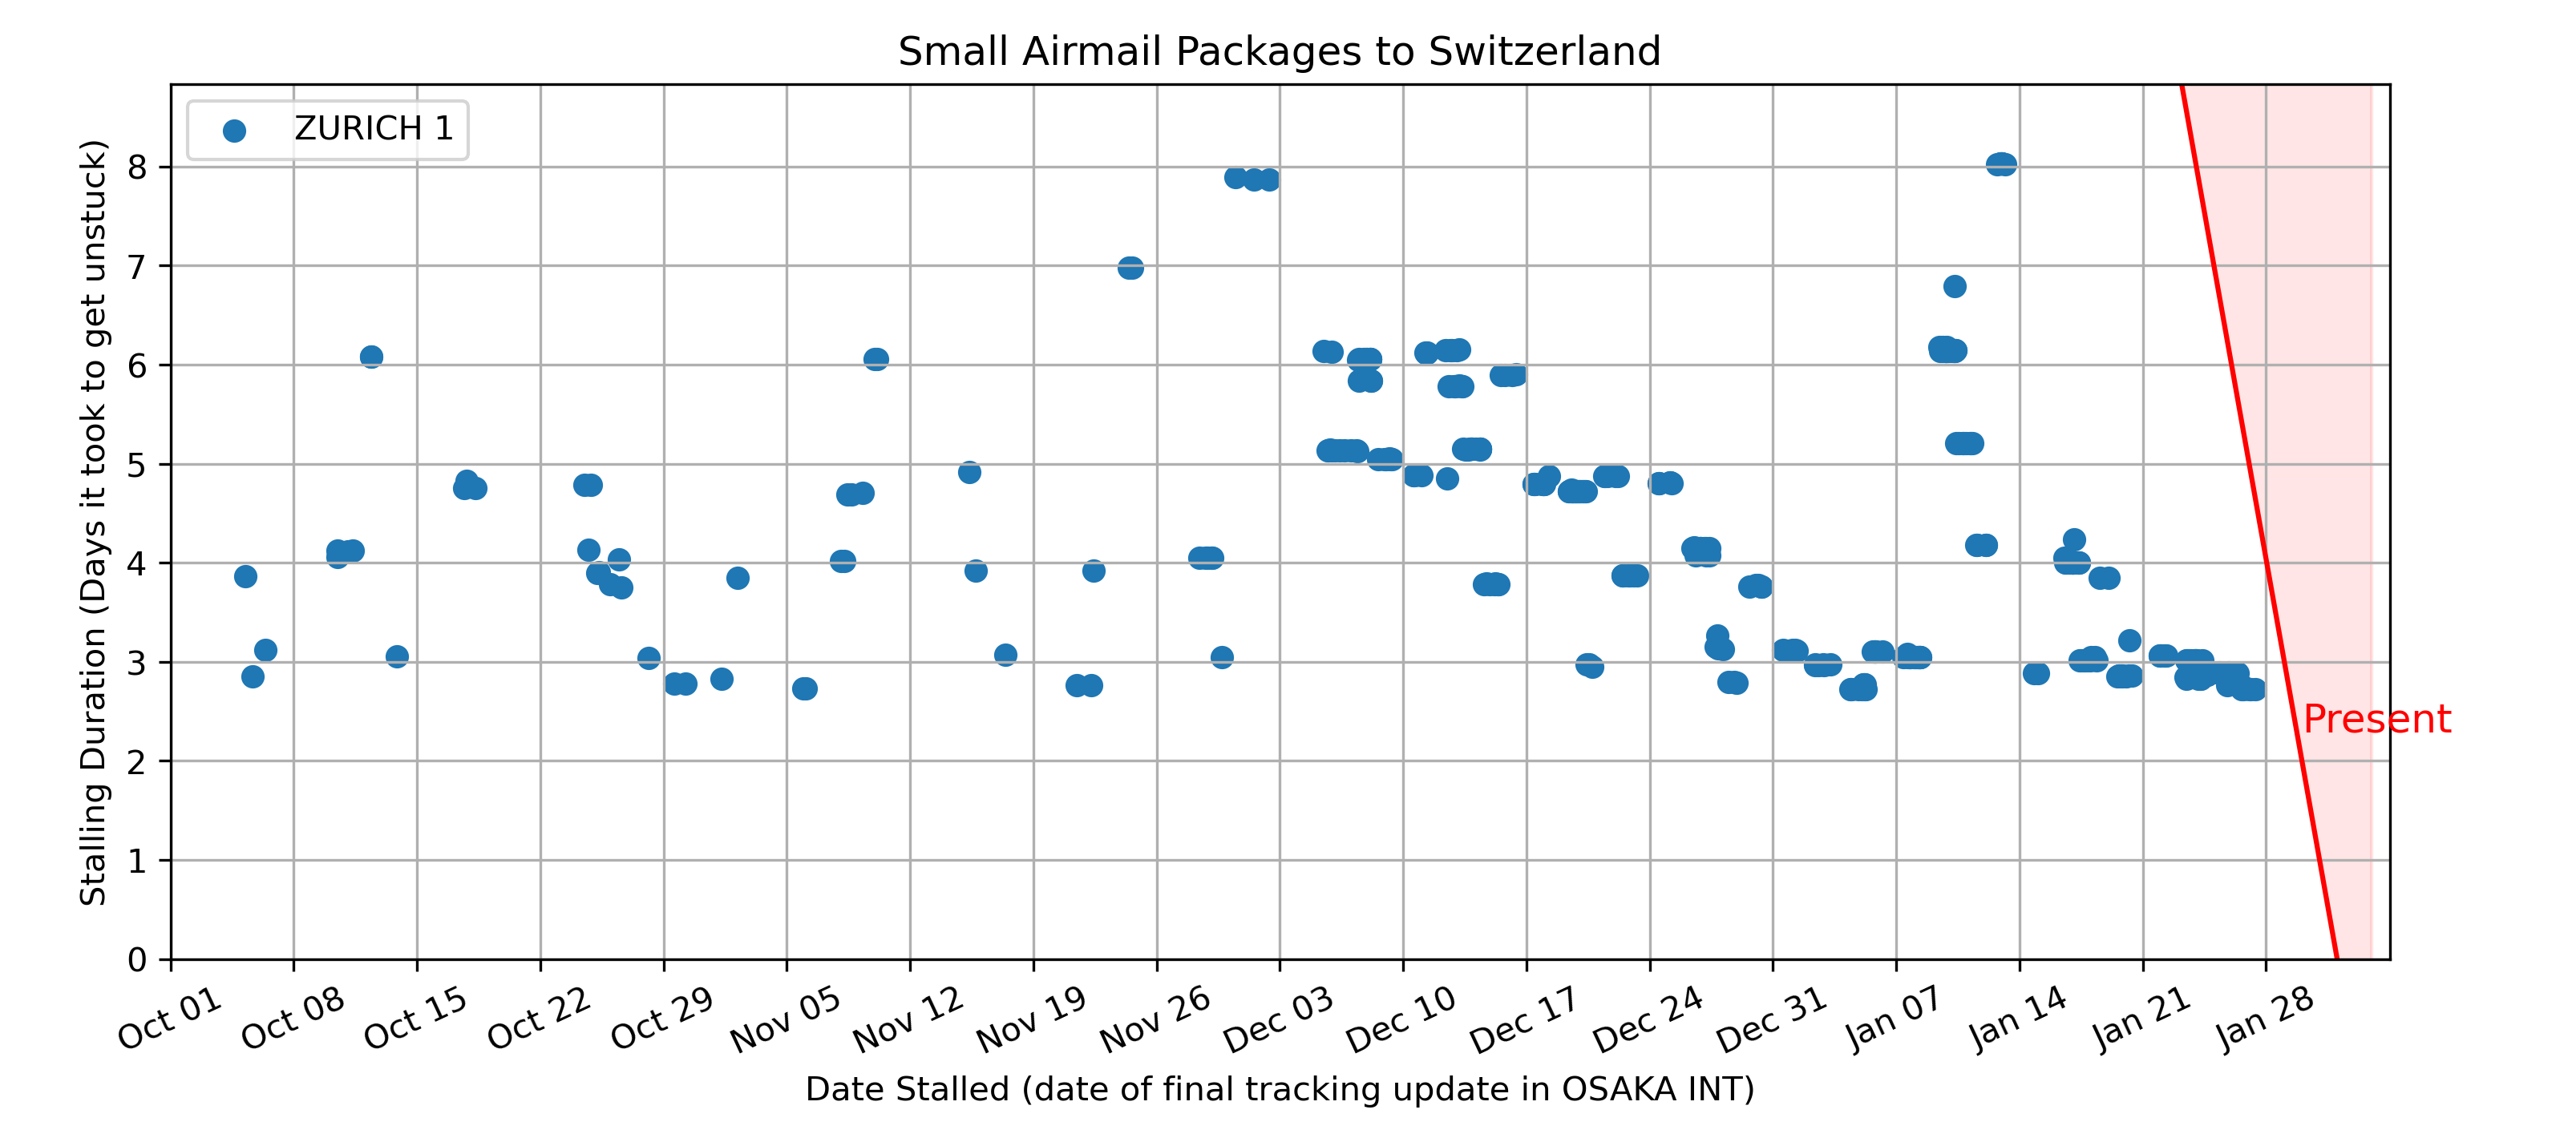 Small Airmail Packages to Switzerland
ZURICH 1
Stalling Duration (Days it took to get unstuck)
8
7
6
5
4
3
2
1
0
Present
Oct 01 Oct 08 Oct 15 Oct 22 Oct 29 Nov 05 Nov 12 Nov 19 Nov 26 Dec 03 Dec 10 Dec 17 Dec 24 Dec 31 Jan 07 Jan 14 Jan 21 Jan 28
Date Stalled (date of final tracking update in OSAKA INT)